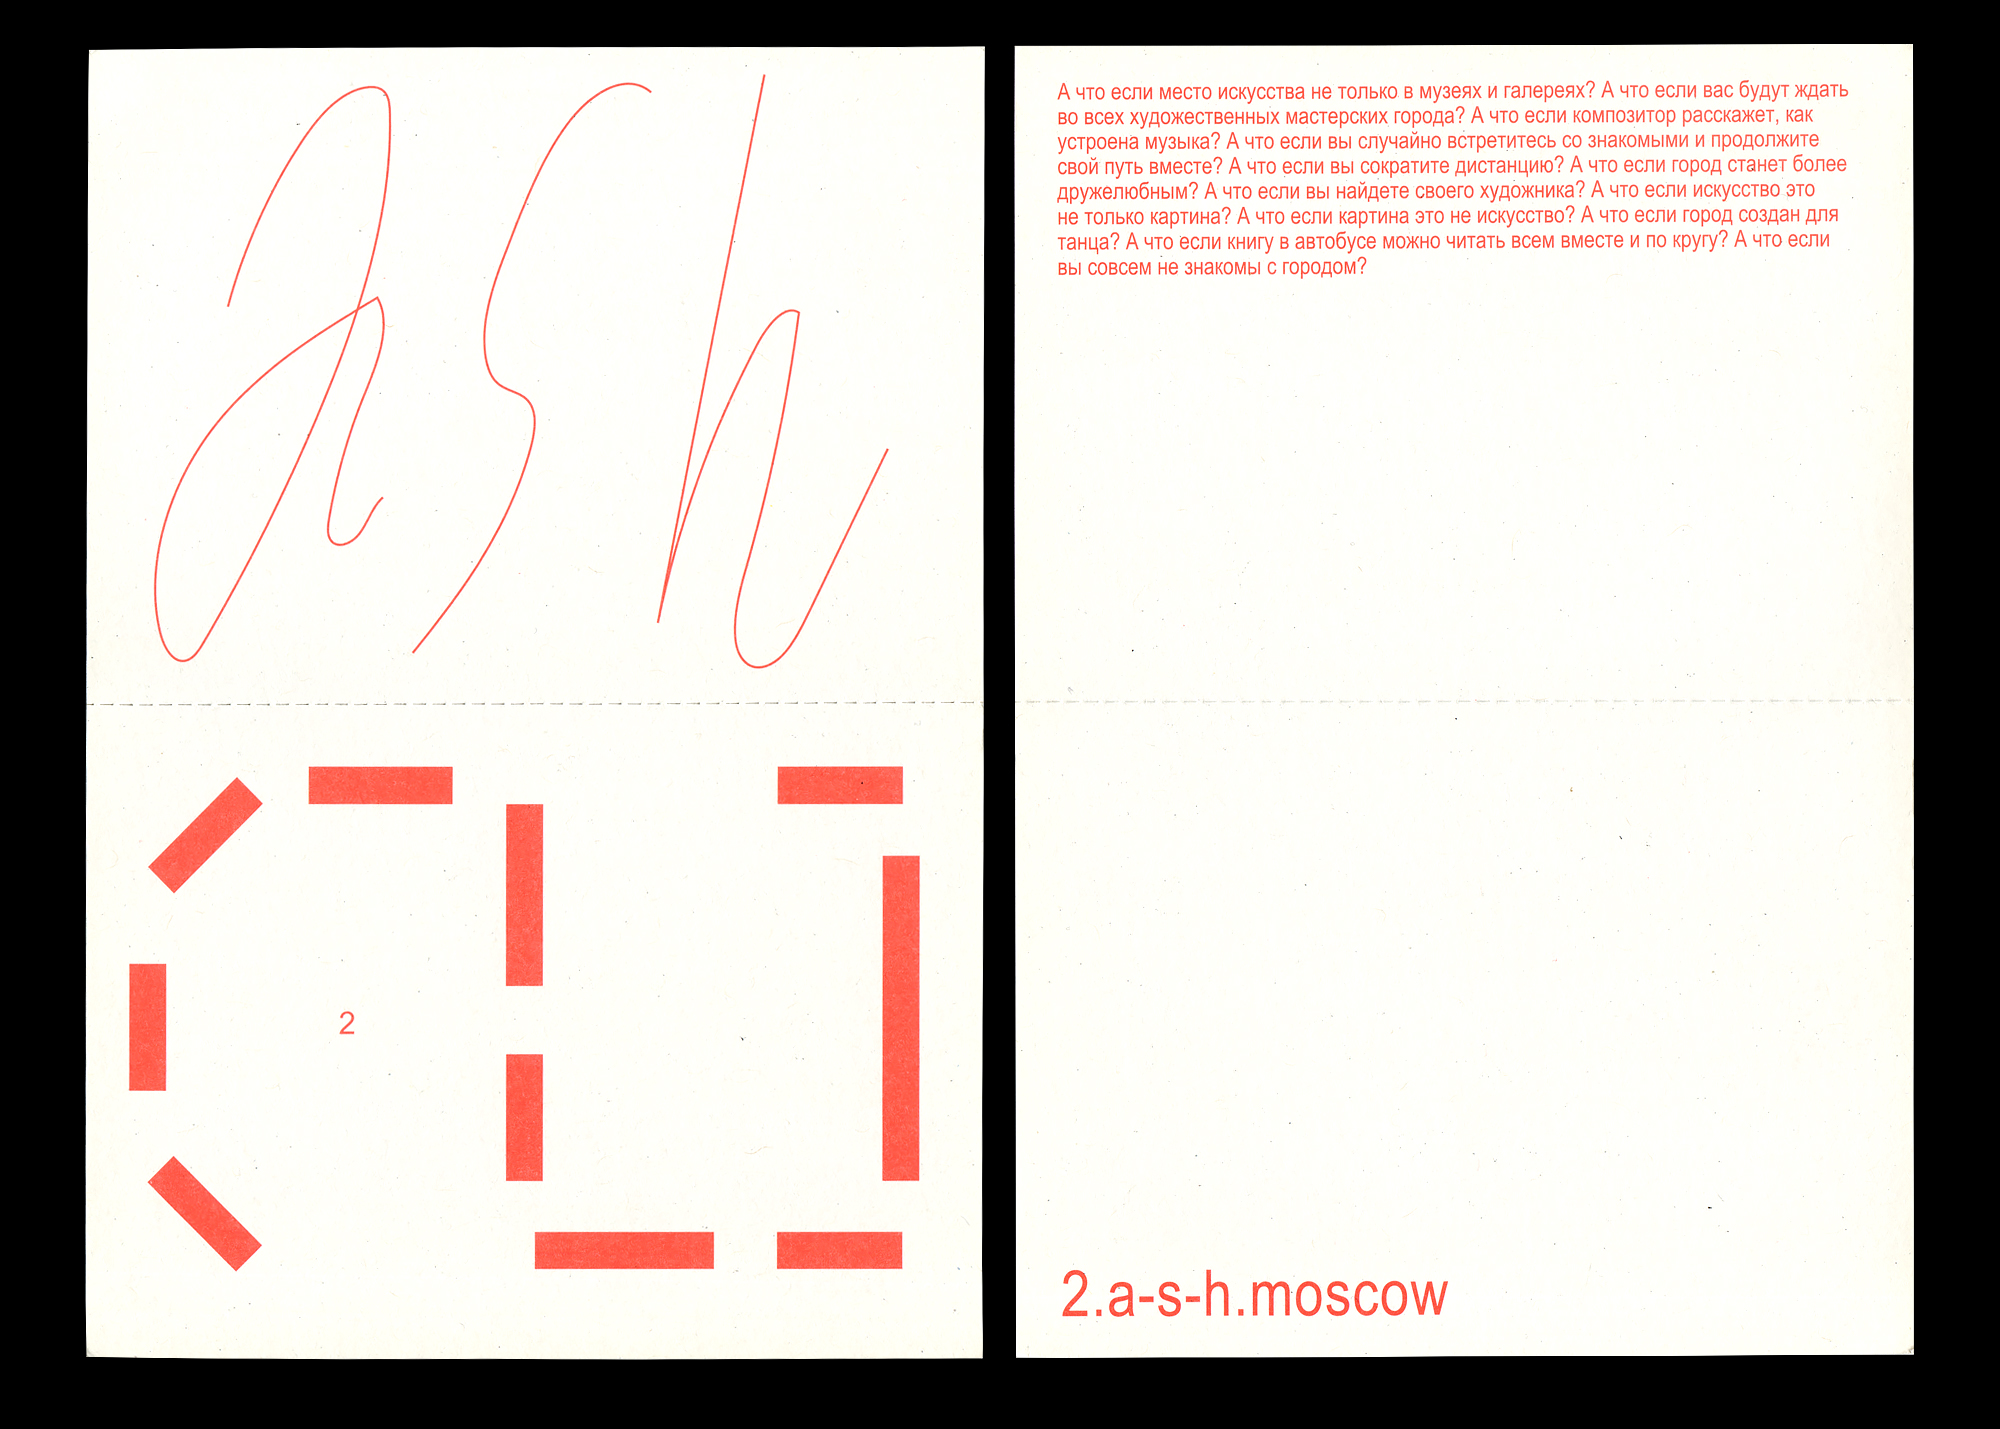 ash
2
А что если место искусства не только в музеях и галереях? А что если вас будут ждать
во всех художественных мастерских города? А что если композитор расскажет, как
устроена музыка? А что если вы случайно встретитесь со знакомыми и продолжите
свой путь вместе? А что если вы сократите дистанцию? А что если город станет более
дружелюбным? А что если вы найдете своего художника? А что если искусство это
не только картина? А что если картина это не искусство? А что если город создан для
танца? А что если книгу в автобусе можно читать всем вместе и по кругу? А что если
вы совсем не знакомы с городом?
2.a-s-h.moscow